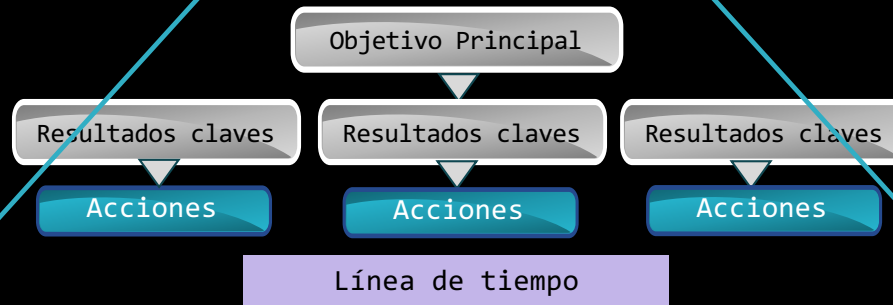 Objetivo Principal
Resultados claves
Resultados claves
Resultados claves
Acciones
Acciones
Acciones
Línea de tiempo